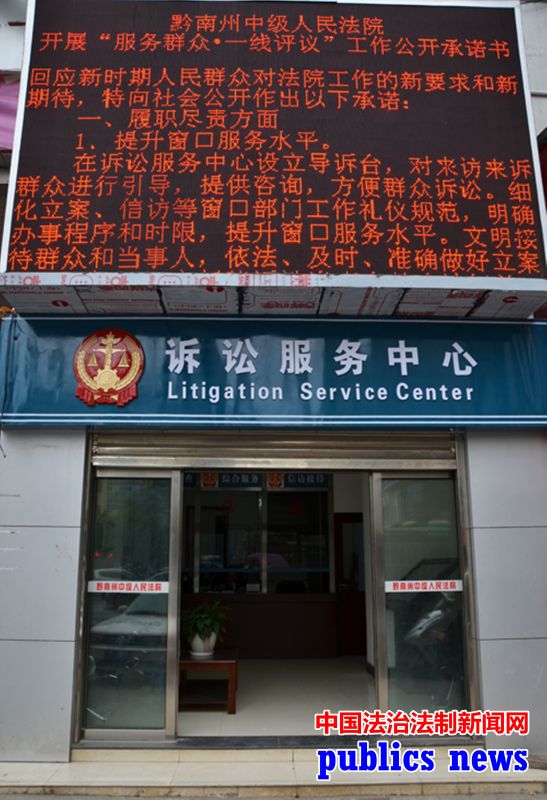 黔南州中级人民法院
开展“服务群众·一线评议”工作公开承诺书
回应新时期人民群众对法院工作的新要求和新
期待，特向社会公开作出以下承诺：
一、履职尽责方面
1．提升窗口服务水平。
在诉讼服务中心设立导诉台，对来访来诉
群众进行引导，提供咨询，方便群众诉讼。细
化立案、信访等窗口部门工作礼仪规范，明确
办事程序和时限，提升窗口服务水平。文明接
待群众和当事人，依法、及时、准确做好立案
诉讼服务中心
Litigation Service Center
查
综合服务
信访接待
黔南州中级人民法院
黔南州中级人民法院
中国法治法制新闻网
publics news